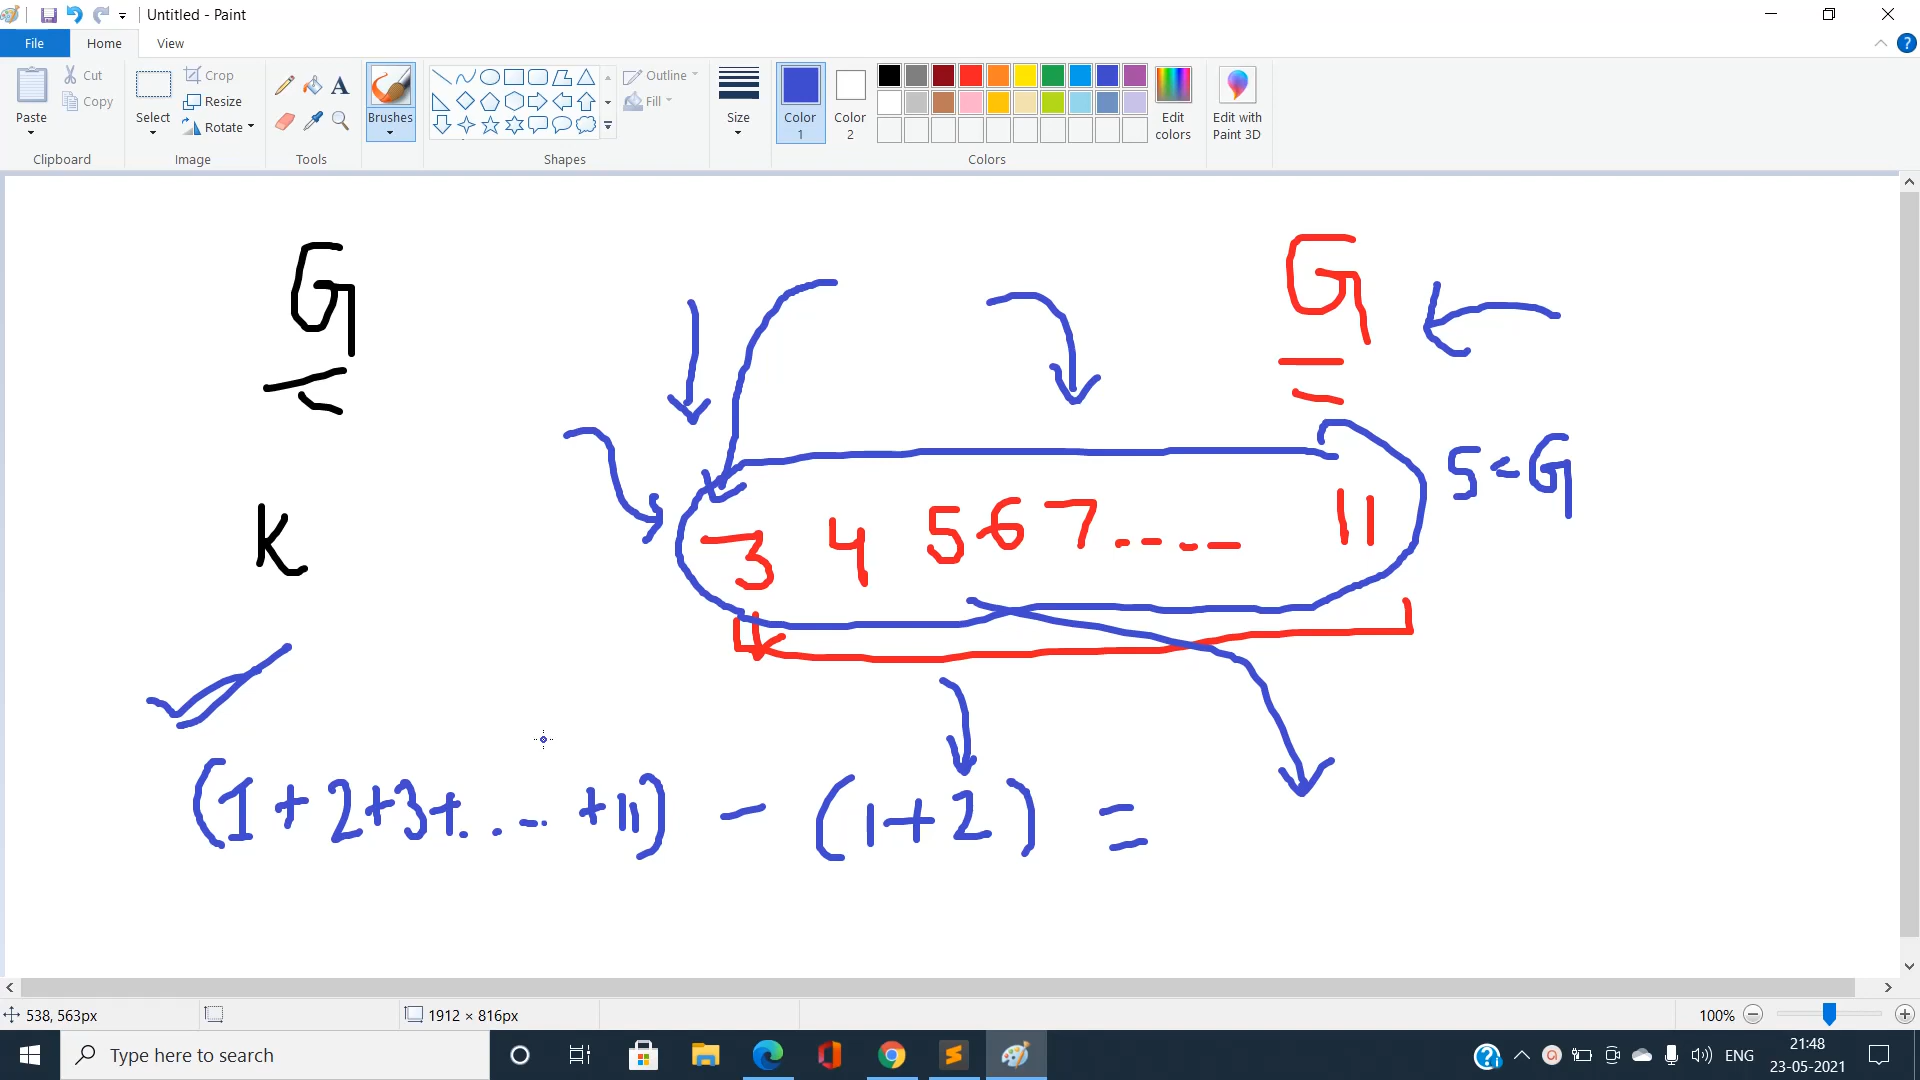 Untitled - Paint
File Home View ?
Paste Cut Copy Clipboard
Select Crop Resize Rotate Image
A Tools
Brushes
Outline Fill Shapes
Size
Color 1 Color 2 Edit colors Colors
Edit with Paint 3D
G G
S < G
3 4 5 6 7 .... 11
K
(1+2+3+.....+11) - (1+2) =
538, 563px 1912 × 816px 100%
Type here to search ENG 21:48
23-05-2021